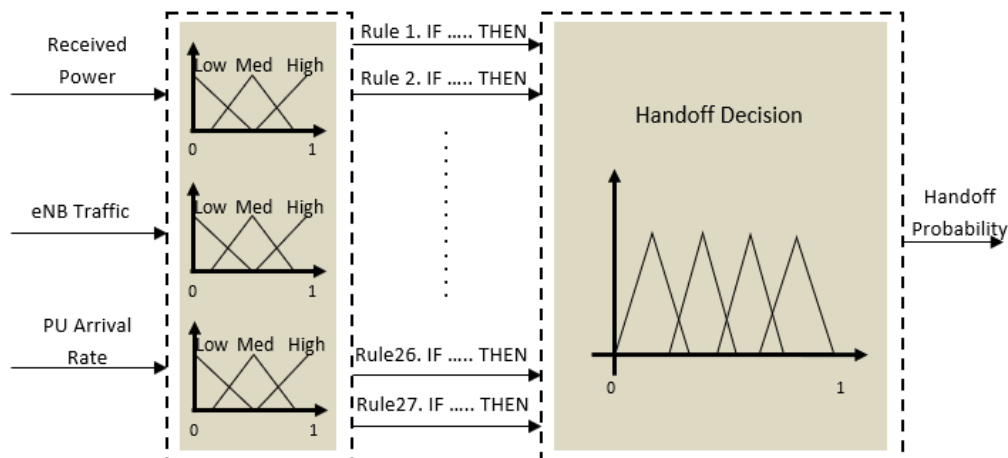 Received
Power
Low Med High
0 1
eNB Traffic
Low Med High
0 1
PU Arrival
Rate
Low Med High
0 1
Rule 1. IF ..... THEN
Rule 2. IF ..... THEN
Rule26. IF ..... THEN
Rule27. IF ..... THEN
Handoff Decision
0 1
Handoff
Probability